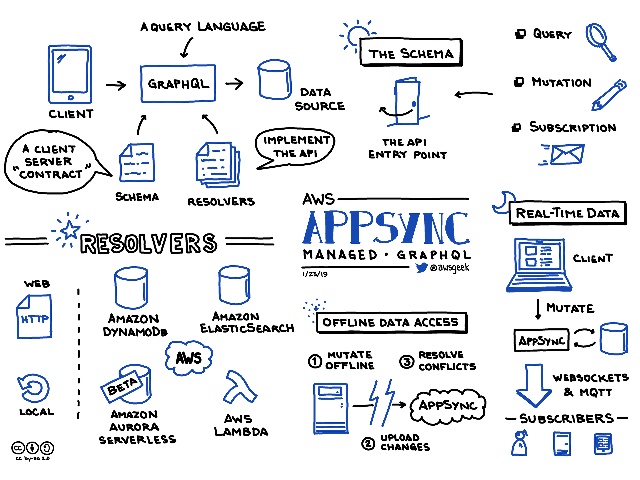 A QUERY LANGUAGE
CLIENT
GRAPHQL
DATA
SOURCE
A CLIENT
SERVER
"CONTRACT"
SCHEMA
RESOLVERS
IMPLEMENT
THE API
THE SCHEMA
THE API
ENTRY POINT
QUERY
MUTATION
SUBSCRIPTION
AWS
APPSYNC
MANAGED · GRAPHQL
1/23/19
@awsgeek
RESOLVERS
WEB
HTTP
LOCAL
AMAZON
DYNAMODB
AMAZON
ELASTICSEARCH
AWS
BETA
AMAZON
AURORA
SERVERLESS
AWS
LAMBDA
CC BY-SA 2.0
OFFLINE DATA ACCESS
1 MUTATE
OFFLINE
3 RESOLVE
CONFLICTS
APPSYNC
2 UPLOAD
CHANGES
REAL-TIME DATA
CLIENT
MUTATE
APPSYNC
WEBSOCKETS
& MQTT
SUBSCRIBERS